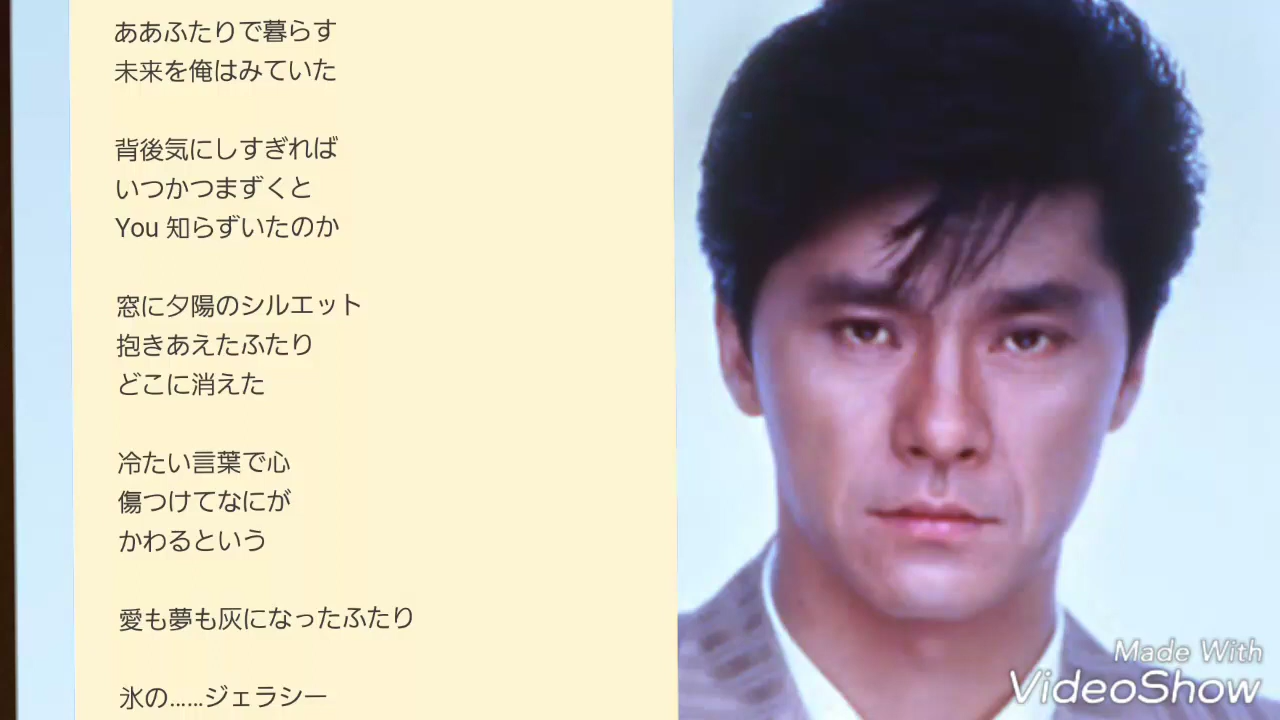 ああふたりで暮らす
未来を俺はみていた
背後気にしすぎれば
いつかつまずくと
You 知らずいたのか
窓に夕陽のシルエット
抱きあえたふたり
どこに消えた
冷たい言葉で心
傷つけてなにが
かわるという
愛も夢も灰になったふたり
氷の……ジェラシー
Made With
VideoShow